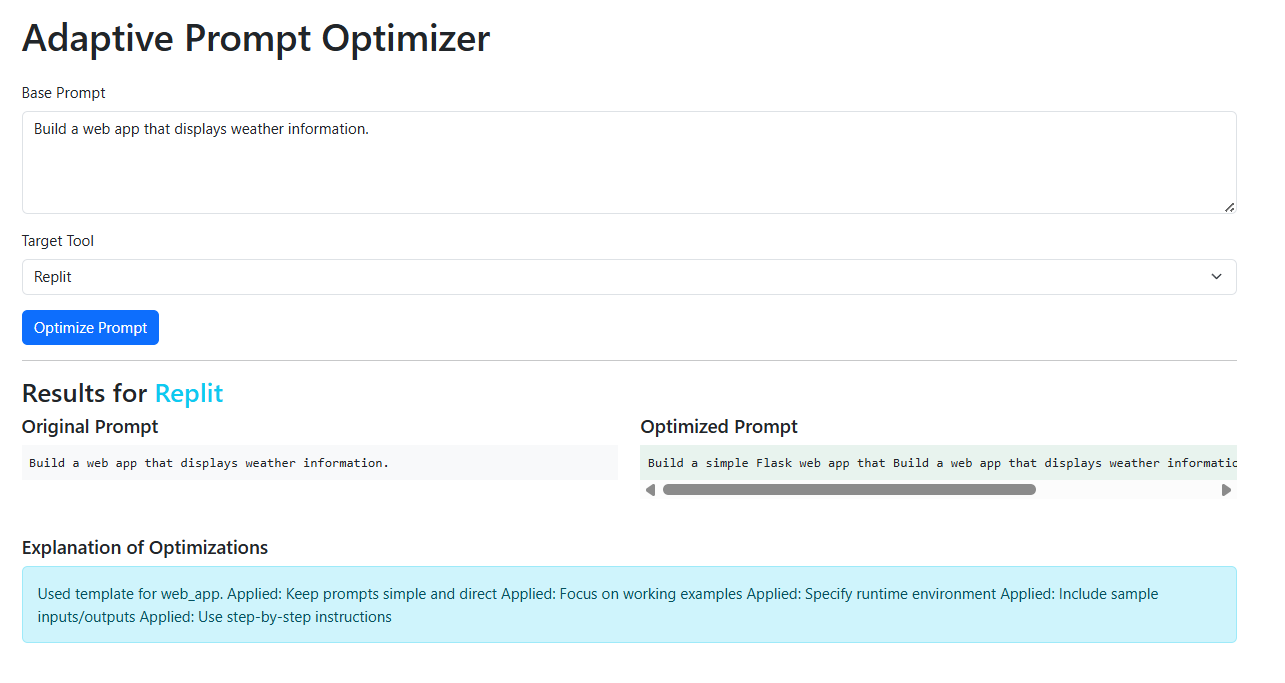 Adaptive Prompt Optimizer
Base Prompt
Build a web app that displays weather information.
Target Tool
Replit
Optimize Prompt
Results for Replit
Original Prompt
Build a web app that displays weather information.
Optimized Prompt
Build a simple Flask web app that Build a web app that displays weather informatio
Explanation of Optimizations
Used template for web_app. Applied: Keep prompts simple and direct Applied: Focus on working examples Applied: Specify runtime environment Applied: Include sample
inputs/outputs Applied: Use step-by-step instructions